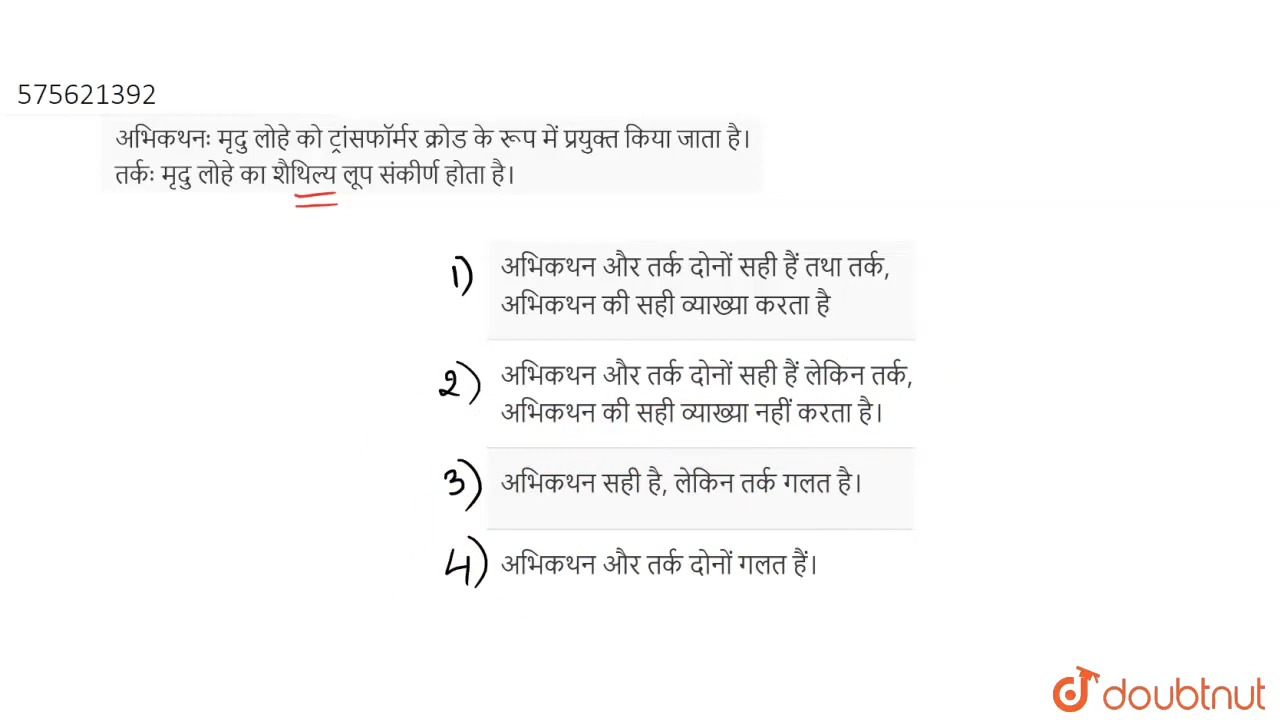 575621392
अभिकथनः मृदु लोहे को ट्रांसफॉर्मर क्रोड के रूप में प्रयुक्त किया जाता है।
तर्कः मृदु लोहे का शैथिल्य लूप संकीर्ण होता है।
1) अभिकथन और तर्क दोनों सही हैं तथा तर्क,
अभिकथन की सही व्याख्या करता है
2) अभिकथन और तर्क दोनों सही हैं लेकिन तर्क,
अभिकथन की सही व्याख्या नहीं करता है।
3) अभिकथन सही है, लेकिन तर्क गलत है।
4) अभिकथन और तर्क दोनों गलत हैं।
doubtnut